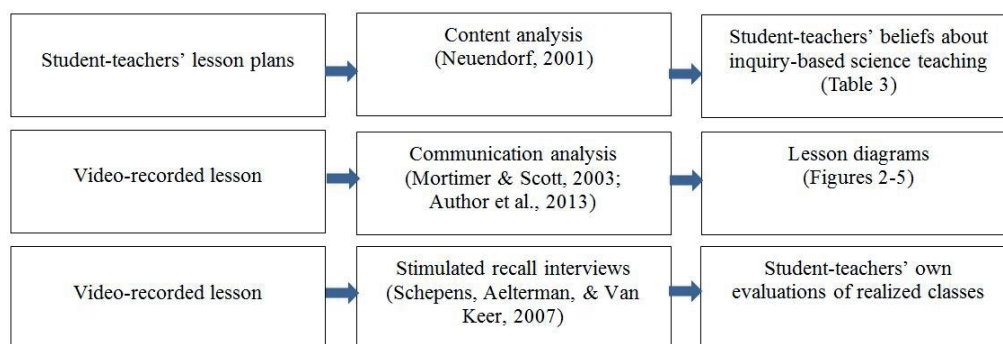 Student-teachers’ lesson plans
Content analysis
(Neuendorf, 2001)
Student-teachers’ beliefs about
inquiry-based science teaching
(Table 3)
Video-recorded lesson
Communication analysis
(Mortimer & Scott, 2003;
Author et al., 2013)
Lesson diagrams
(Figures 2-5)
Video-recorded lesson
Stimulated recall interviews
(Schepens, Aelterman, & Van
Keer, 2007)
Student-teachers’ own
evaluations of realized classes